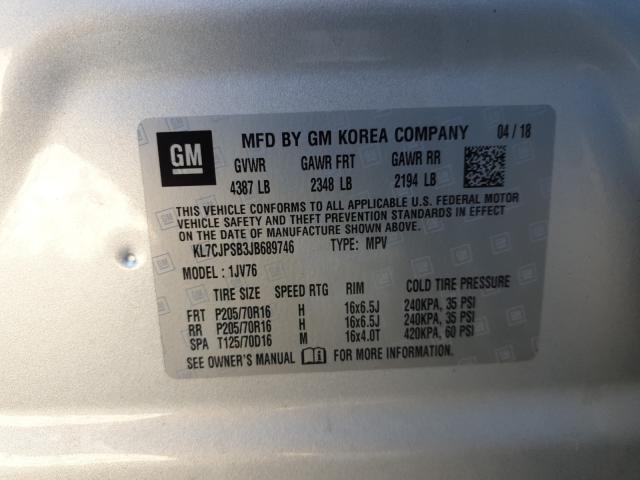 GM
MFD BY GM KOREA COMPANY 04/18
GVWR GAWR FRT GAWR RR
4387 LB 2348 LB 2194 LB
THIS VEHICLE CONFORMS TO ALL APPLICABLE U.S. FEDERAL MOTOR
VEHICLE SAFETY AND THEFT PREVENTION STANDARDS IN EFFECT
ON THE DATE OF MANUFACTURE SHOWN ABOVE.
KL7CJPSB3JB689746 TYPE: MPV
MODEL: 1JV76
TIRE SIZE SPEED RTG RIM COLD TIRE PRESSURE
FRT P205/70R16 H 16x6.5J 240KPA, 35 PSI
RR P205/70R16 H 16x6.5J 240KPA, 35 PSI
SPA T125/70D16 M 16x4.0T 420KPA, 60 PSI
SEE OWNER'S MANUAL FOR MORE INFORMATION.